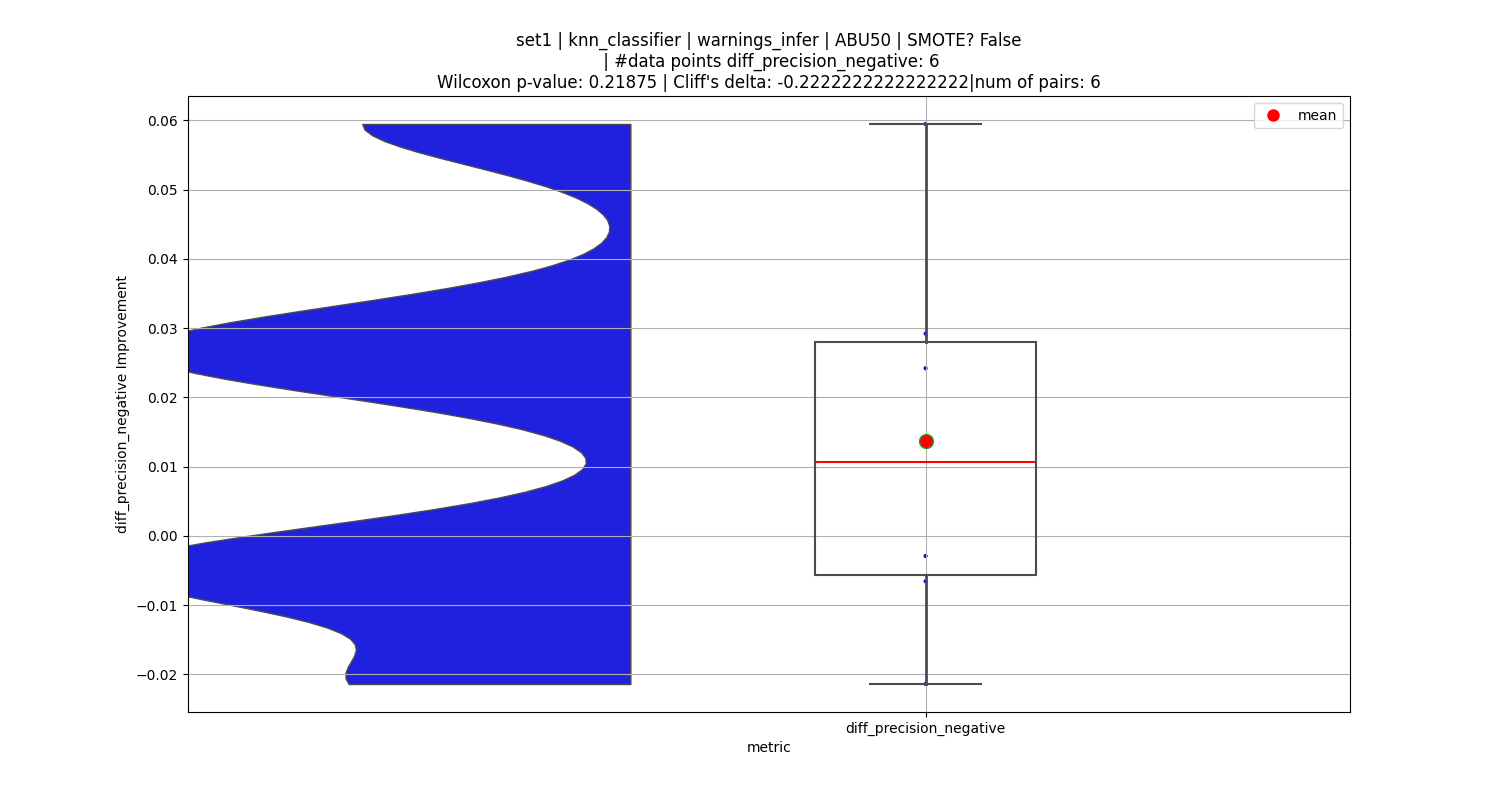 set1 | knn_classifier | warnings_infer | ABU50 | SMOTE? False
| #data points diff_precision_negative: 6
Wilcoxon p-value: 0.21875 | Cliff's delta: -0.2222222222222222|num of pairs: 6
mean
0.06
0.05
0.04
0.03
0.02
0.01
0.00
−0.01
−0.02
diff_precision_negative Improvement
diff_precision_negative
metric